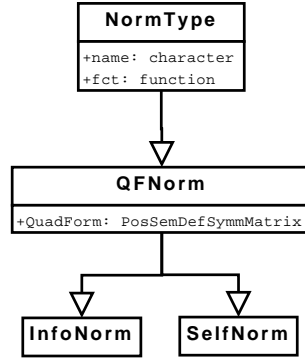 NormType
+name: character
+fct: function
QFNorm
+QuadForm: PosSemDefSymmMatrix
InfoNorm
SelfNorm